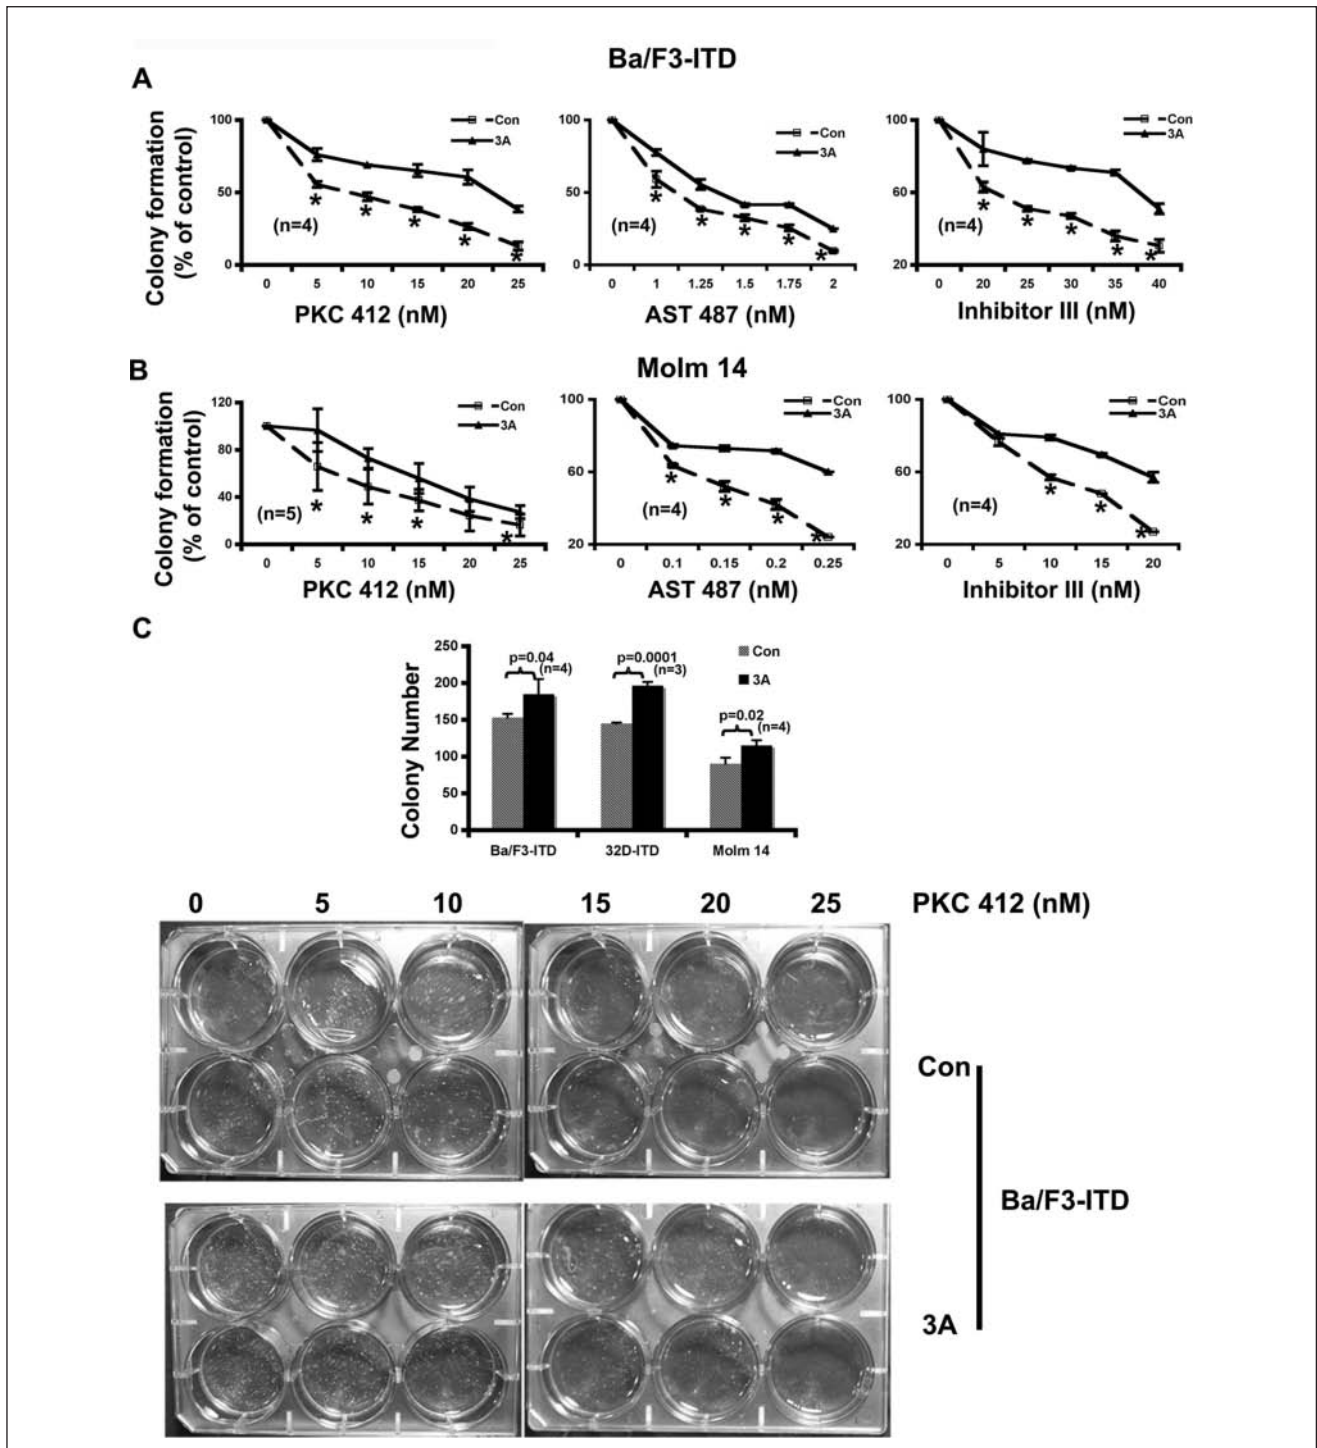 Ba/F3-ITD
A
Colony formation
(% of control)
100
50
0
Con
3A
(n=4)
* * * * *
0 5 10 15 20 25
PKC 412 (nM)
100
50
0
Con
3A
(n=4)
* * * * *
0 1 1.25 1.5 1.75 2
AST 487 (nM)
100
60
20
Con
3A
(n=4)
* * * * *
0 20 25 30 35 40
Inhibitor III (nM)
Molm 14
B
Colony formation
(% of control)
120
80
40
0
Con
3A
(n=5)
* * * *
0 5 10 15 20 25
PKC 412 (nM)
100
60
20
Con
3A
(n=4)
* * * *
0 0.1 0.15 0.2 0.25
AST 487 (nM)
100
60
20
Con
3A
(n=4)
* * *
0 5 10 15 20
Inhibitor III (nM)
C
Colony Number
250
200
150
100
50
0
p=0.04
(n=4)
p=0.0001
(n=3)
p=0.02
(n=4)
Con
3A
Ba/F3-ITD 32D-ITD Molm 14
0 5 10 15 20 25 PKC 412 (nM)
Con
Ba/F3-ITD
3A